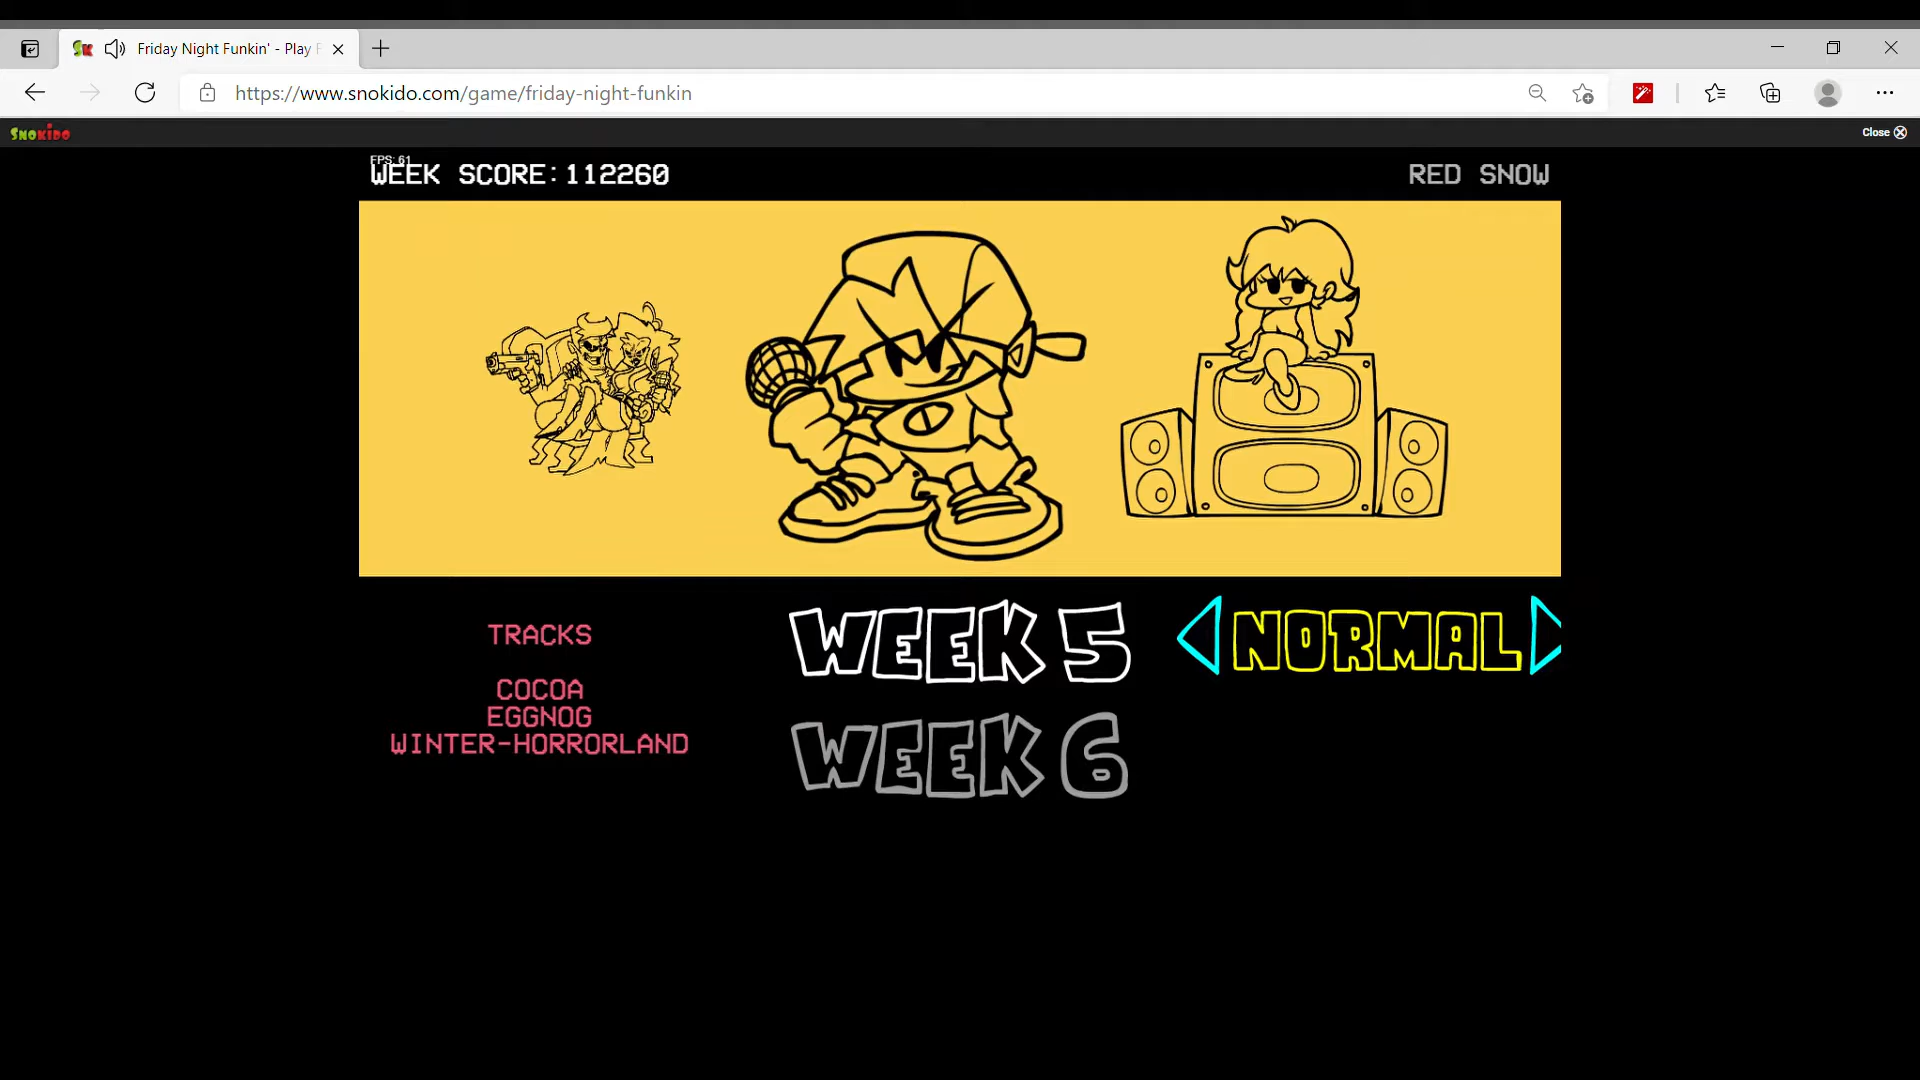 Friday Night Funkin' - Play F
https://www.snokido.com/game/friday-night-funkin
SNOKIDO
Close
FPS: 61
WEEK SCORE:112260
RED SNOW
TRACKS
COCOA
EGGNOG
WINTER-HORRORLAND
WEEK 5
NORMAL
WEEK 6